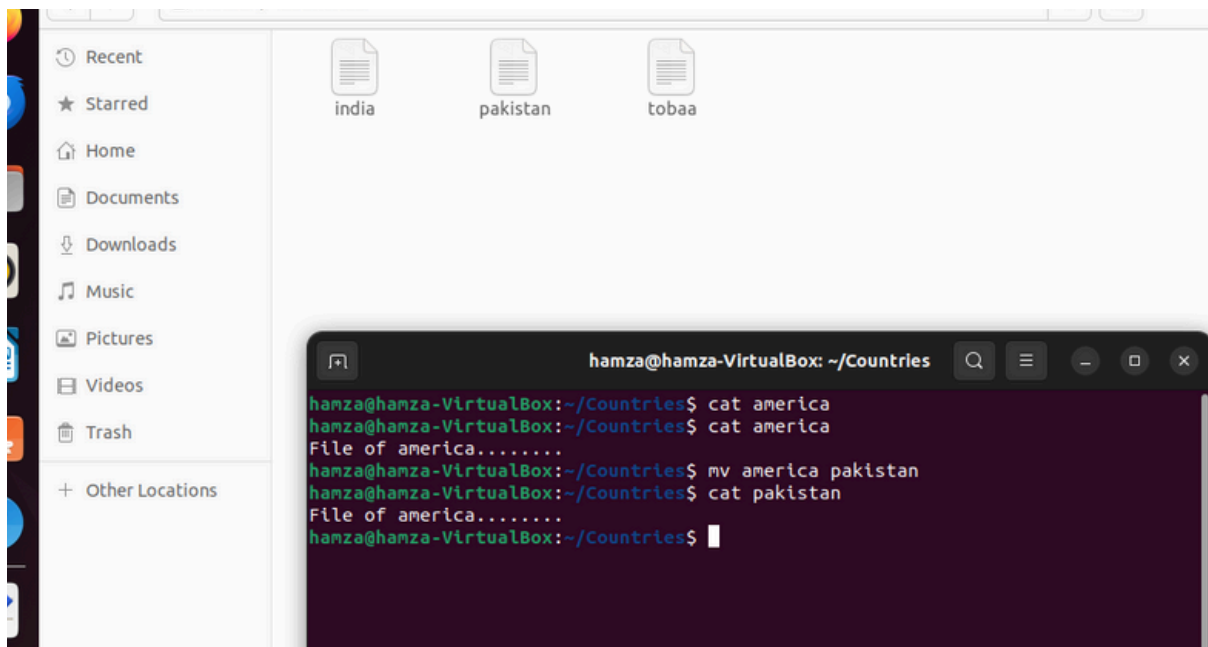 Recent
Starred
Home
Documents
Downloads
Music
Pictures
Videos
Trash
+ Other Locations
india pakistan tobaa
hamza@hamza-VirtualBox: ~/Countries
hamza@hamza-VirtualBox:~/Countries$ cat america
hamza@hamza-VirtualBox:~/Countries$ cat america
File of america........
hamza@hamza-VirtualBox:~/Countries$ mv america pakistan
hamza@hamza-VirtualBox:~/Countries$ cat pakistan
File of america........
hamza@hamza-VirtualBox:~/Countries$